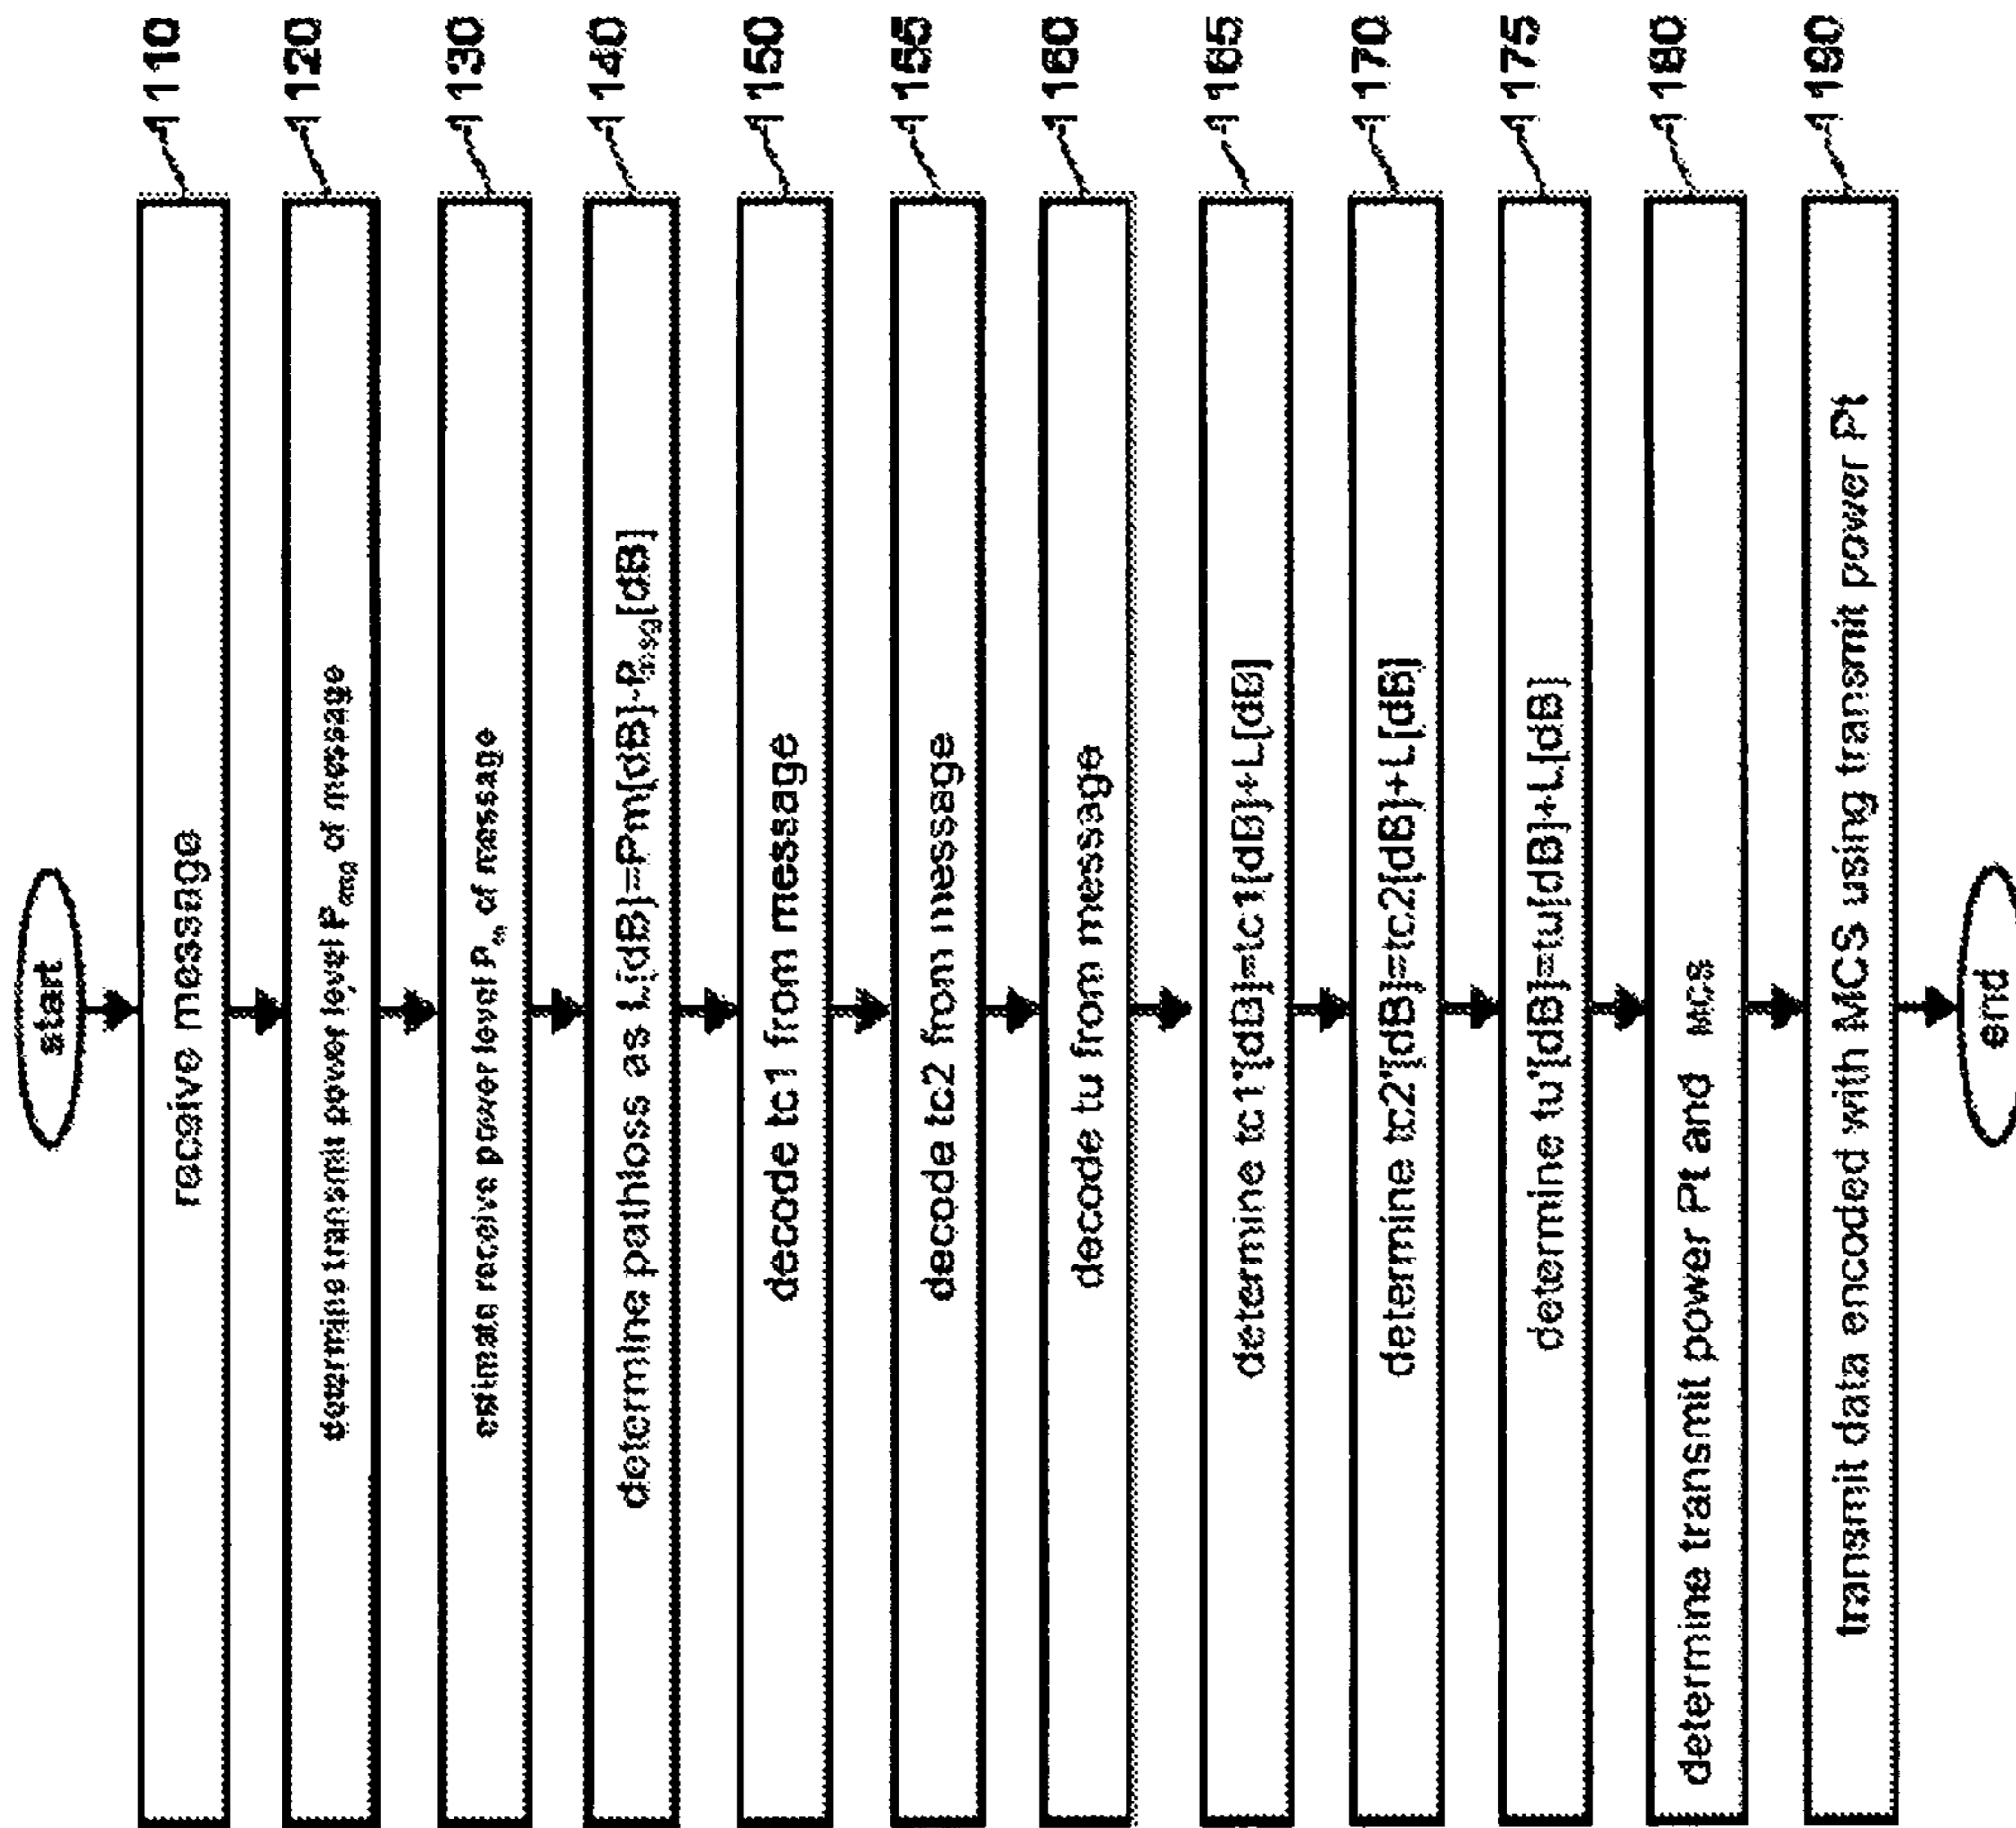 start
receive message 1110
determine transmit power level Pmsg of message 1120
estimate receive power level Pm of message 1130
determine pathloss as L[dB]=Pm[dB]-Pmsg[dB] 1140
decode tc1 from message 1150
decode tc2 from message 1155
decode tu from message 1160
determine tc1'[dB]=tc1[dB]+L[dB] 1165
determine tc2'[dB]=tc2[dB]+L[dB] 1170
determine tu'[dB]=tu[dB]+L[dB] 1175
determine transmit power Pt and MCS 1180
transmit data encoded with MCS using transmit power Pt 1190
end